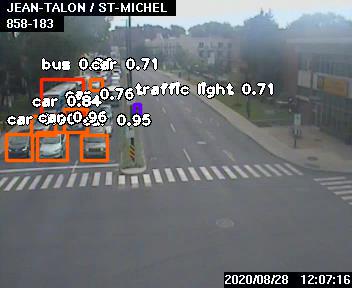 JEAN-TALON / ST-MICHEL
858-183
bus car 0.71
traffic light 0.71
0.76
car 0.84
car 0.96
car 0.95
2020/08/28 12:07:16